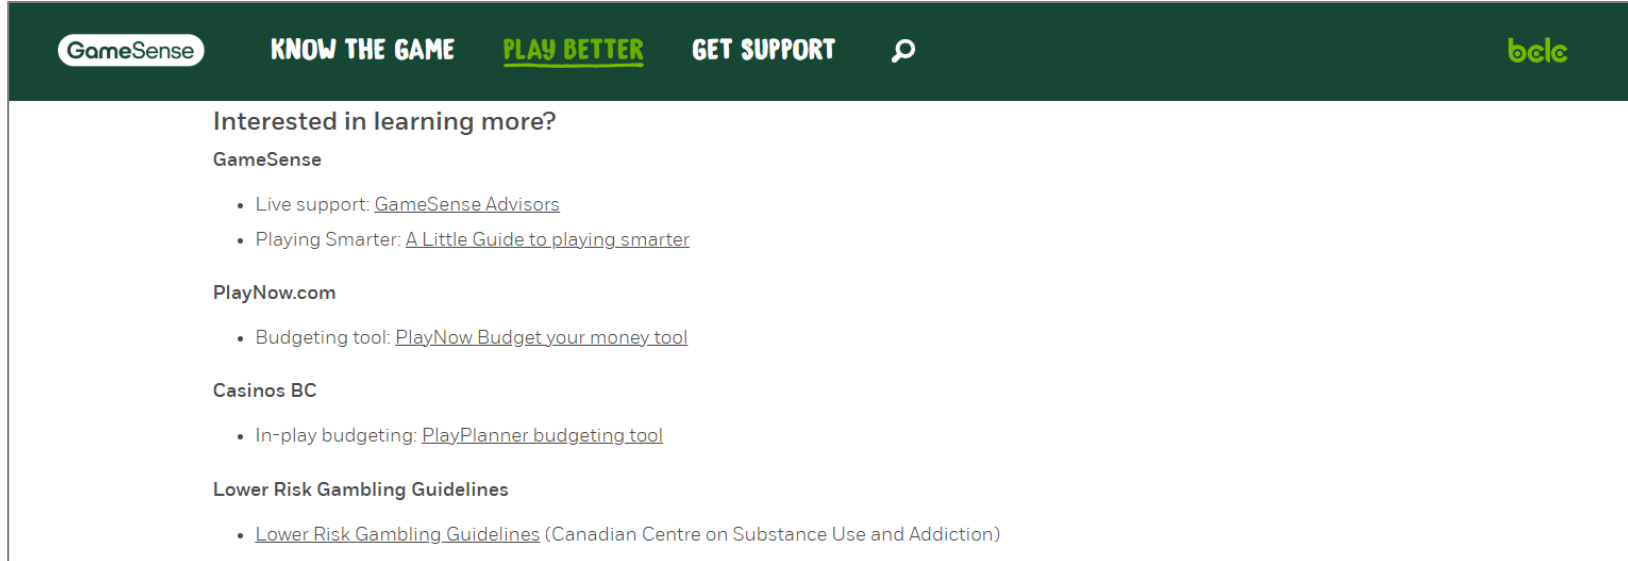 GameSense KNOW THE GAME PLAY BETTER GET SUPPORT bclc
Interested in learning more?
GameSense
• Live support: GameSense Advisors
• Playing Smarter: A Little Guide to playing smarter
PlayNow.com
• Budgeting tool: PlayNow Budget your money tool
Casinos BC
• In-play budgeting: PlayPlanner budgeting tool
Lower Risk Gambling Guidelines
• Lower Risk Gambling Guidelines (Canadian Centre on Substance Use and Addiction)